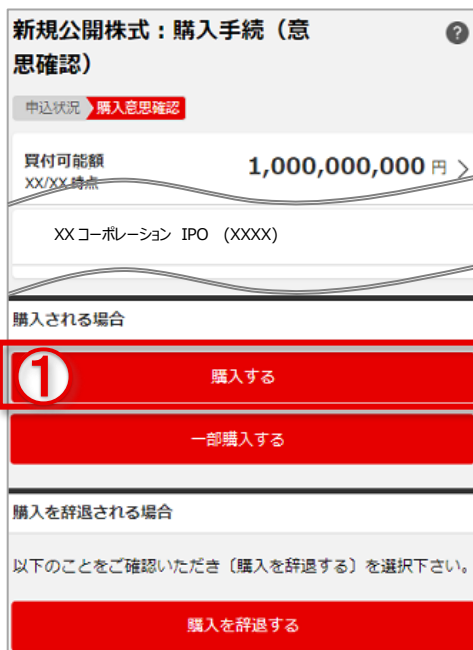 新規公開株式：購入手続（意
思確認）
?
申込状況 購入意思確認
買付可能額
1,000,000,000 円 >
XX/XX 時点
XXコーポレーション IPO (XXXX)
購入される場合
① 購入する
一部購入する
購入を辞退される場合
以下のことをご確認いただき〔購入を辞退する〕を選択下さい。
購入を辞退する